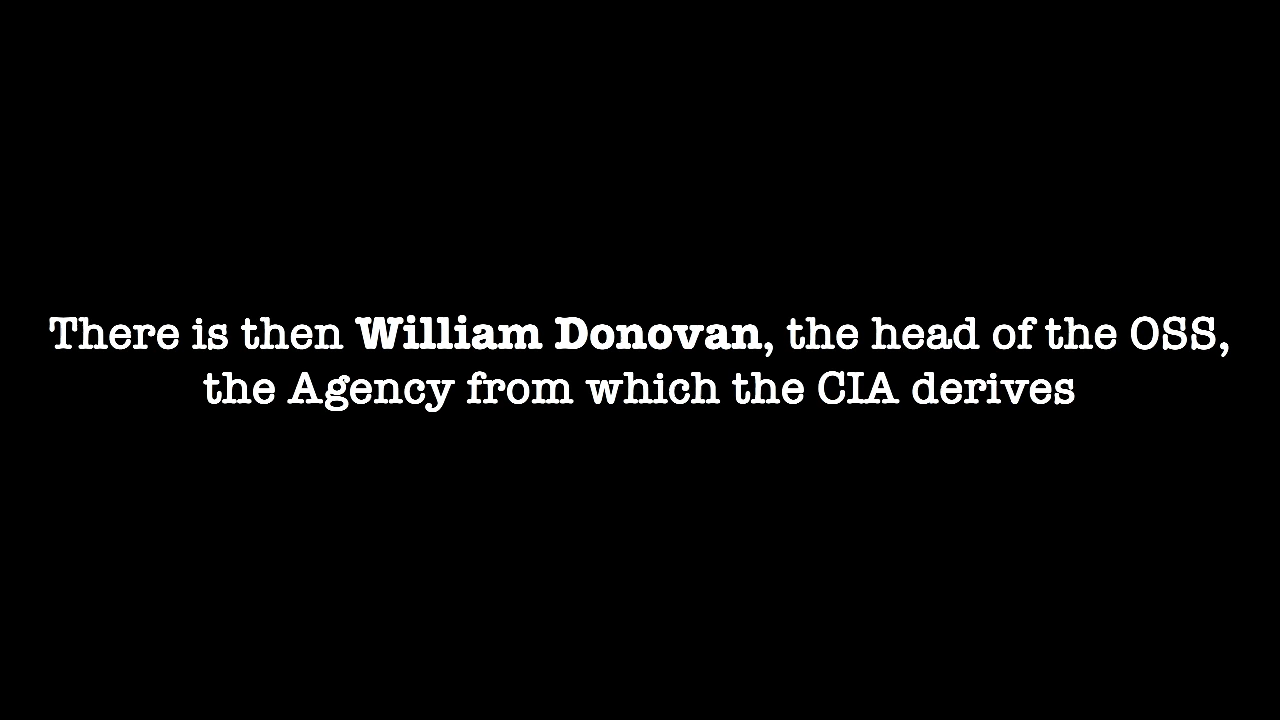 There is then William Donovan, the head of the OSS,
the Agency from which the CIA derives